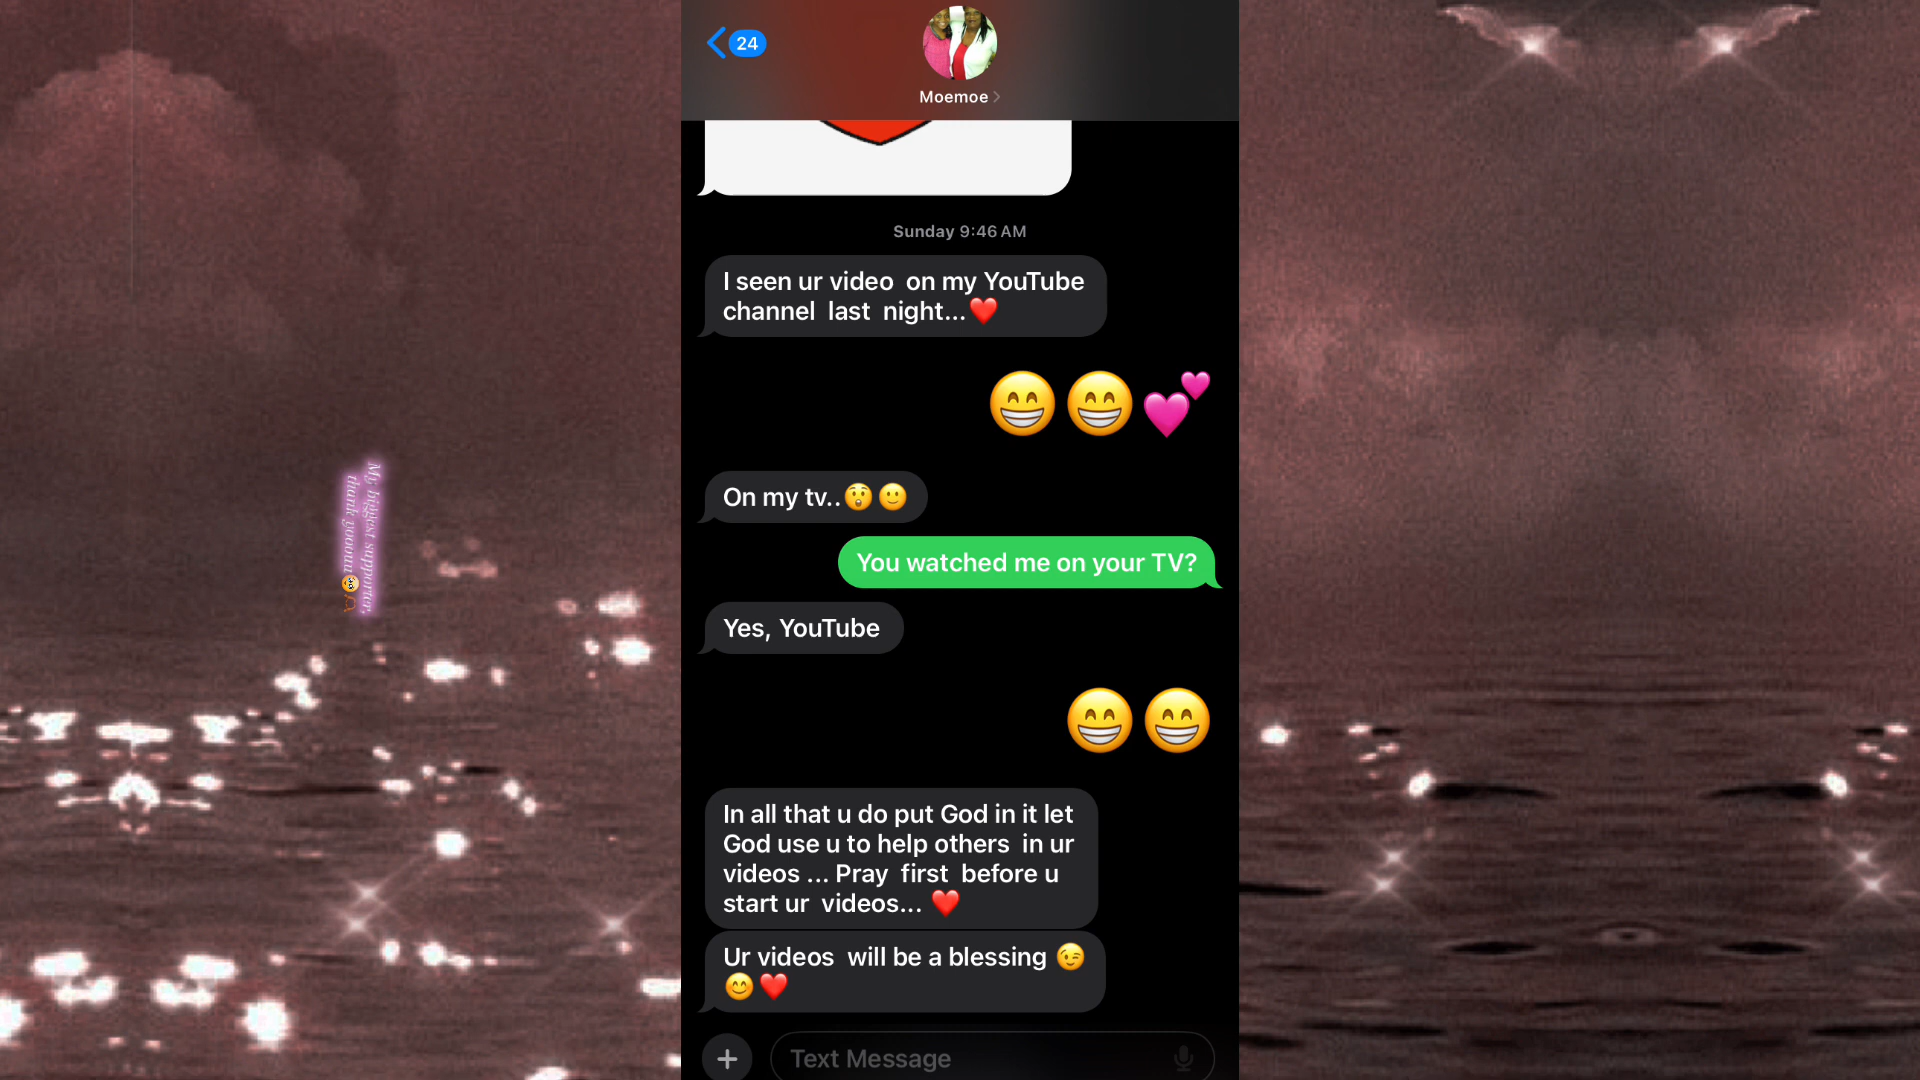 24
Moemoe
Sunday 9:46 AM
I seen ur video on my YouTube
channel last night...❤️
😁😁💕
On my tv..😲🙂
You watched me on your TV?
Yes, YouTube
😁😁
In all that u do put God in it let
God use u to help others in ur
videos ... Pray first before u
start ur videos... ❤️
Ur videos will be a blessing 😉
😊❤️
Text Message
My biggest supporter,
thank yooouu